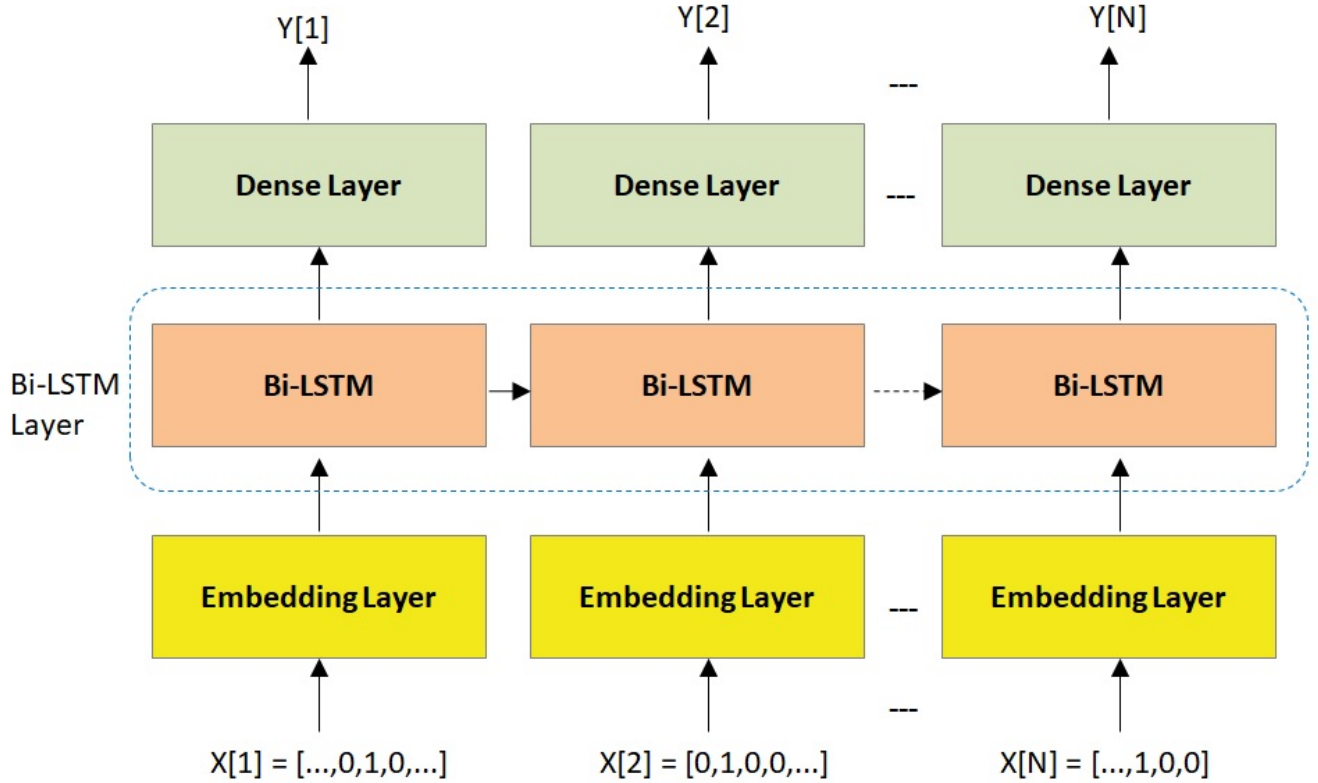 Y[1] Y[2] Y[N]
---
Dense Layer Dense Layer --- Dense Layer
Bi-LSTM
Layer
Bi-LSTM Bi-LSTM Bi-LSTM
Embedding Layer Embedding Layer --- Embedding Layer
---
X[1] = [...,0,1,0,...] X[2] = [0,1,0,0,...] X[N] = [...,1,0,0]